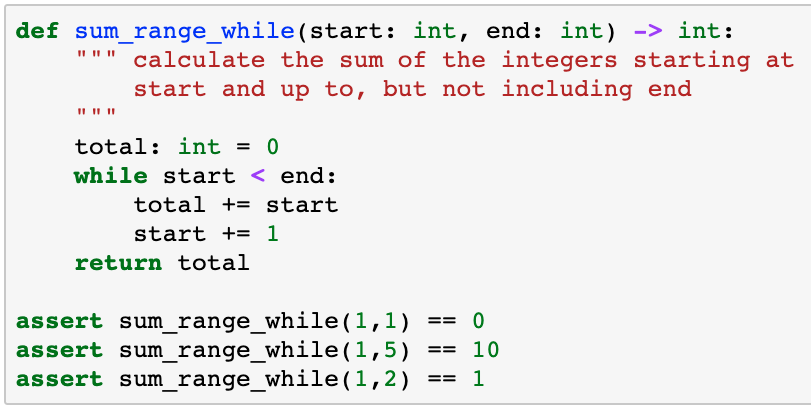 def sum_range_while(start: int, end: int) -> int:
    """ calculate the sum of the integers starting at
        start and up to, but not including end
    """
    total: int = 0
    while start < end:
        total += start
        start += 1
    return total

assert sum_range_while(1,1) == 0
assert sum_range_while(1,5) == 10
assert sum_range_while(1,2) == 1